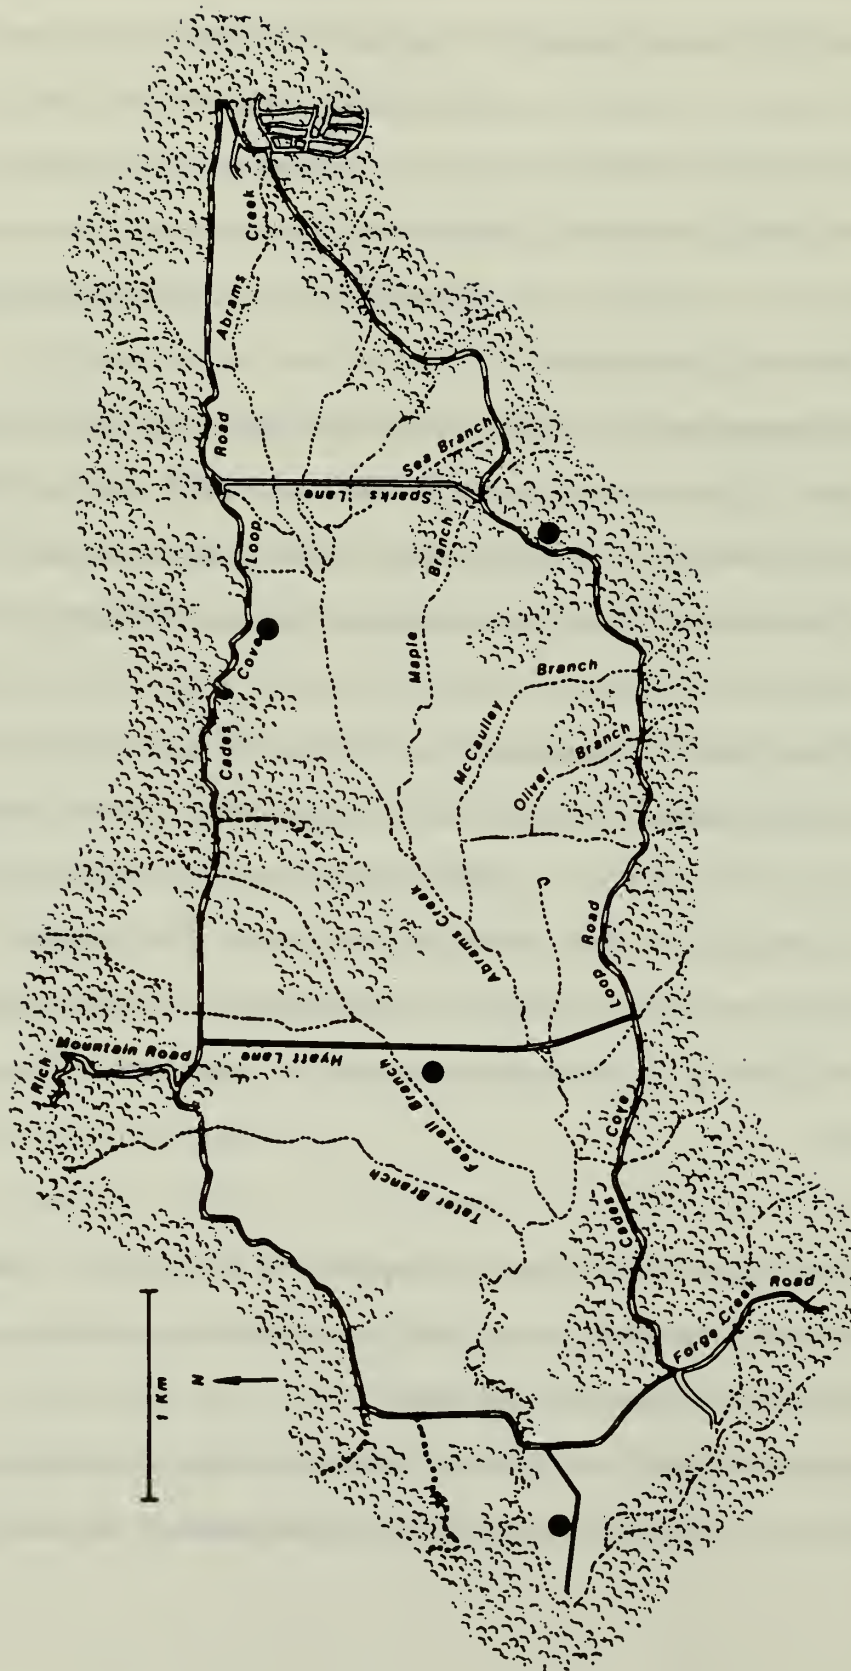 Abrams Creek
Cades Cove Loop Road
Sparks Lane
Sea Branch
Maple Branch
McCaulley Branch
Oliver Branch
Abrams Creek
C.
Hyatt Lane
Rich Mountain Road
Feezell Branch
Tater Branch
Cades Cove Loop Road
Forge Creek Road
1 Km
N